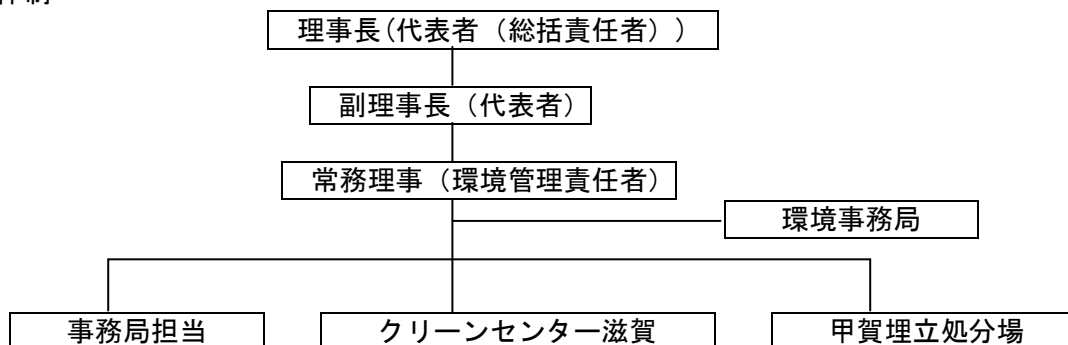 理事長(代表者（総括責任者）)
副理事長（代表者）
常務理事（環境管理責任者）
環境事務局
事務局担当
クリーンセンター滋賀
甲賀埋立処分場